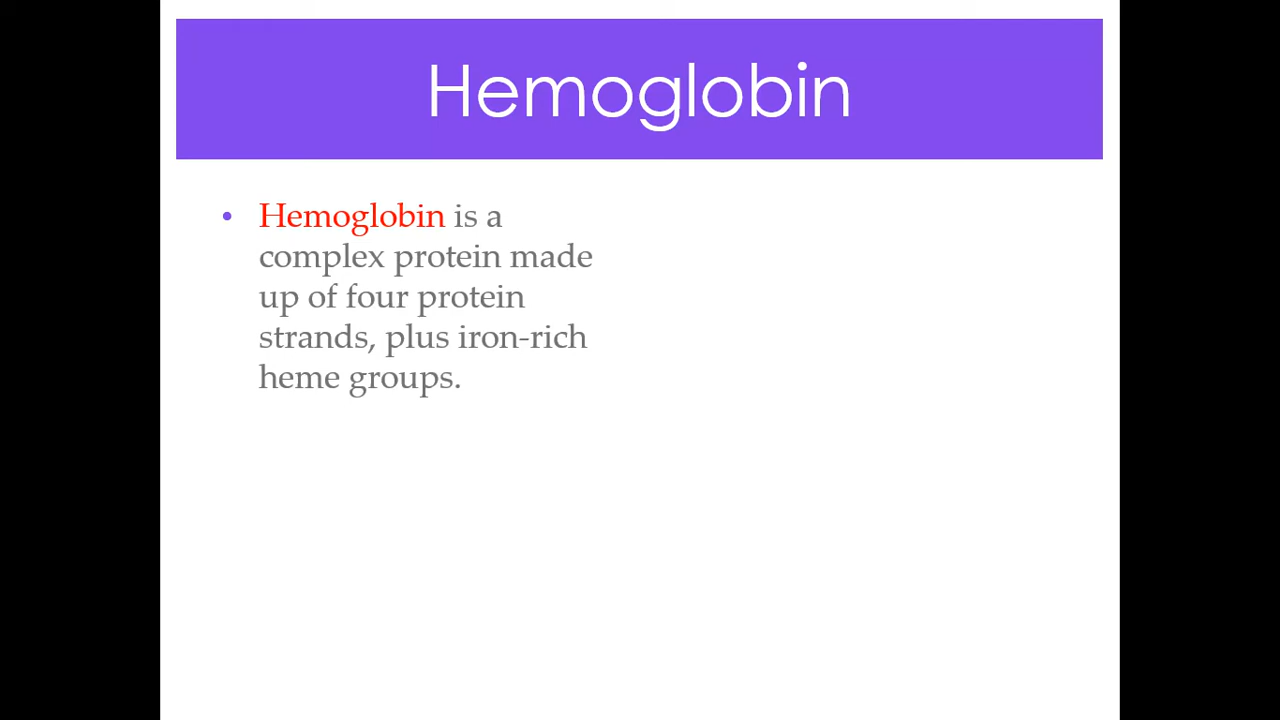 Hemoglobin
• Hemoglobin is a
complex protein made
up of four protein
strands, plus iron-rich
heme groups.